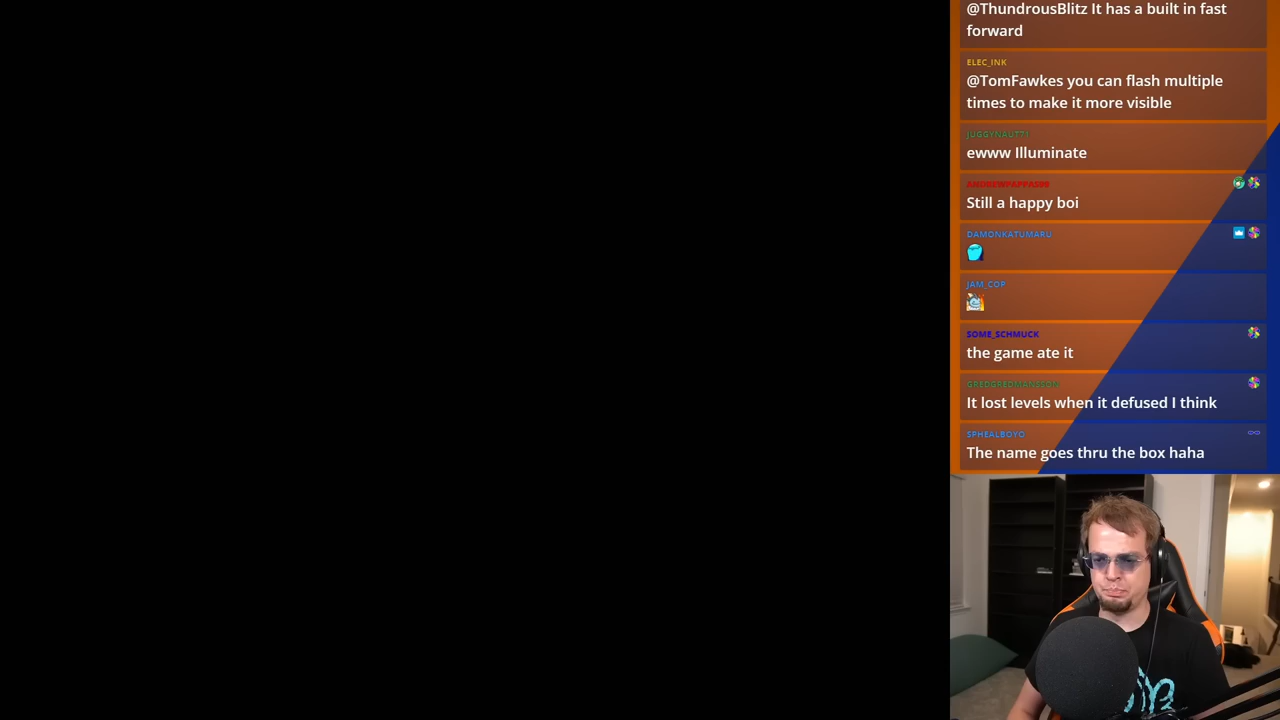 @ThundrousBlitz It has a built in fast
forward
ELEC_INK
@TomFawkes you can flash multiple
times to make it more visible
JUGGYNAUT71
ewww Illuminate
Still a happy boi
DAMONKATUMARU
JAM_COP
SOME_SCHMUCK
the game ate it
It lost levels when it defused I think
SPHEALBOYO
The name goes thru the box haha